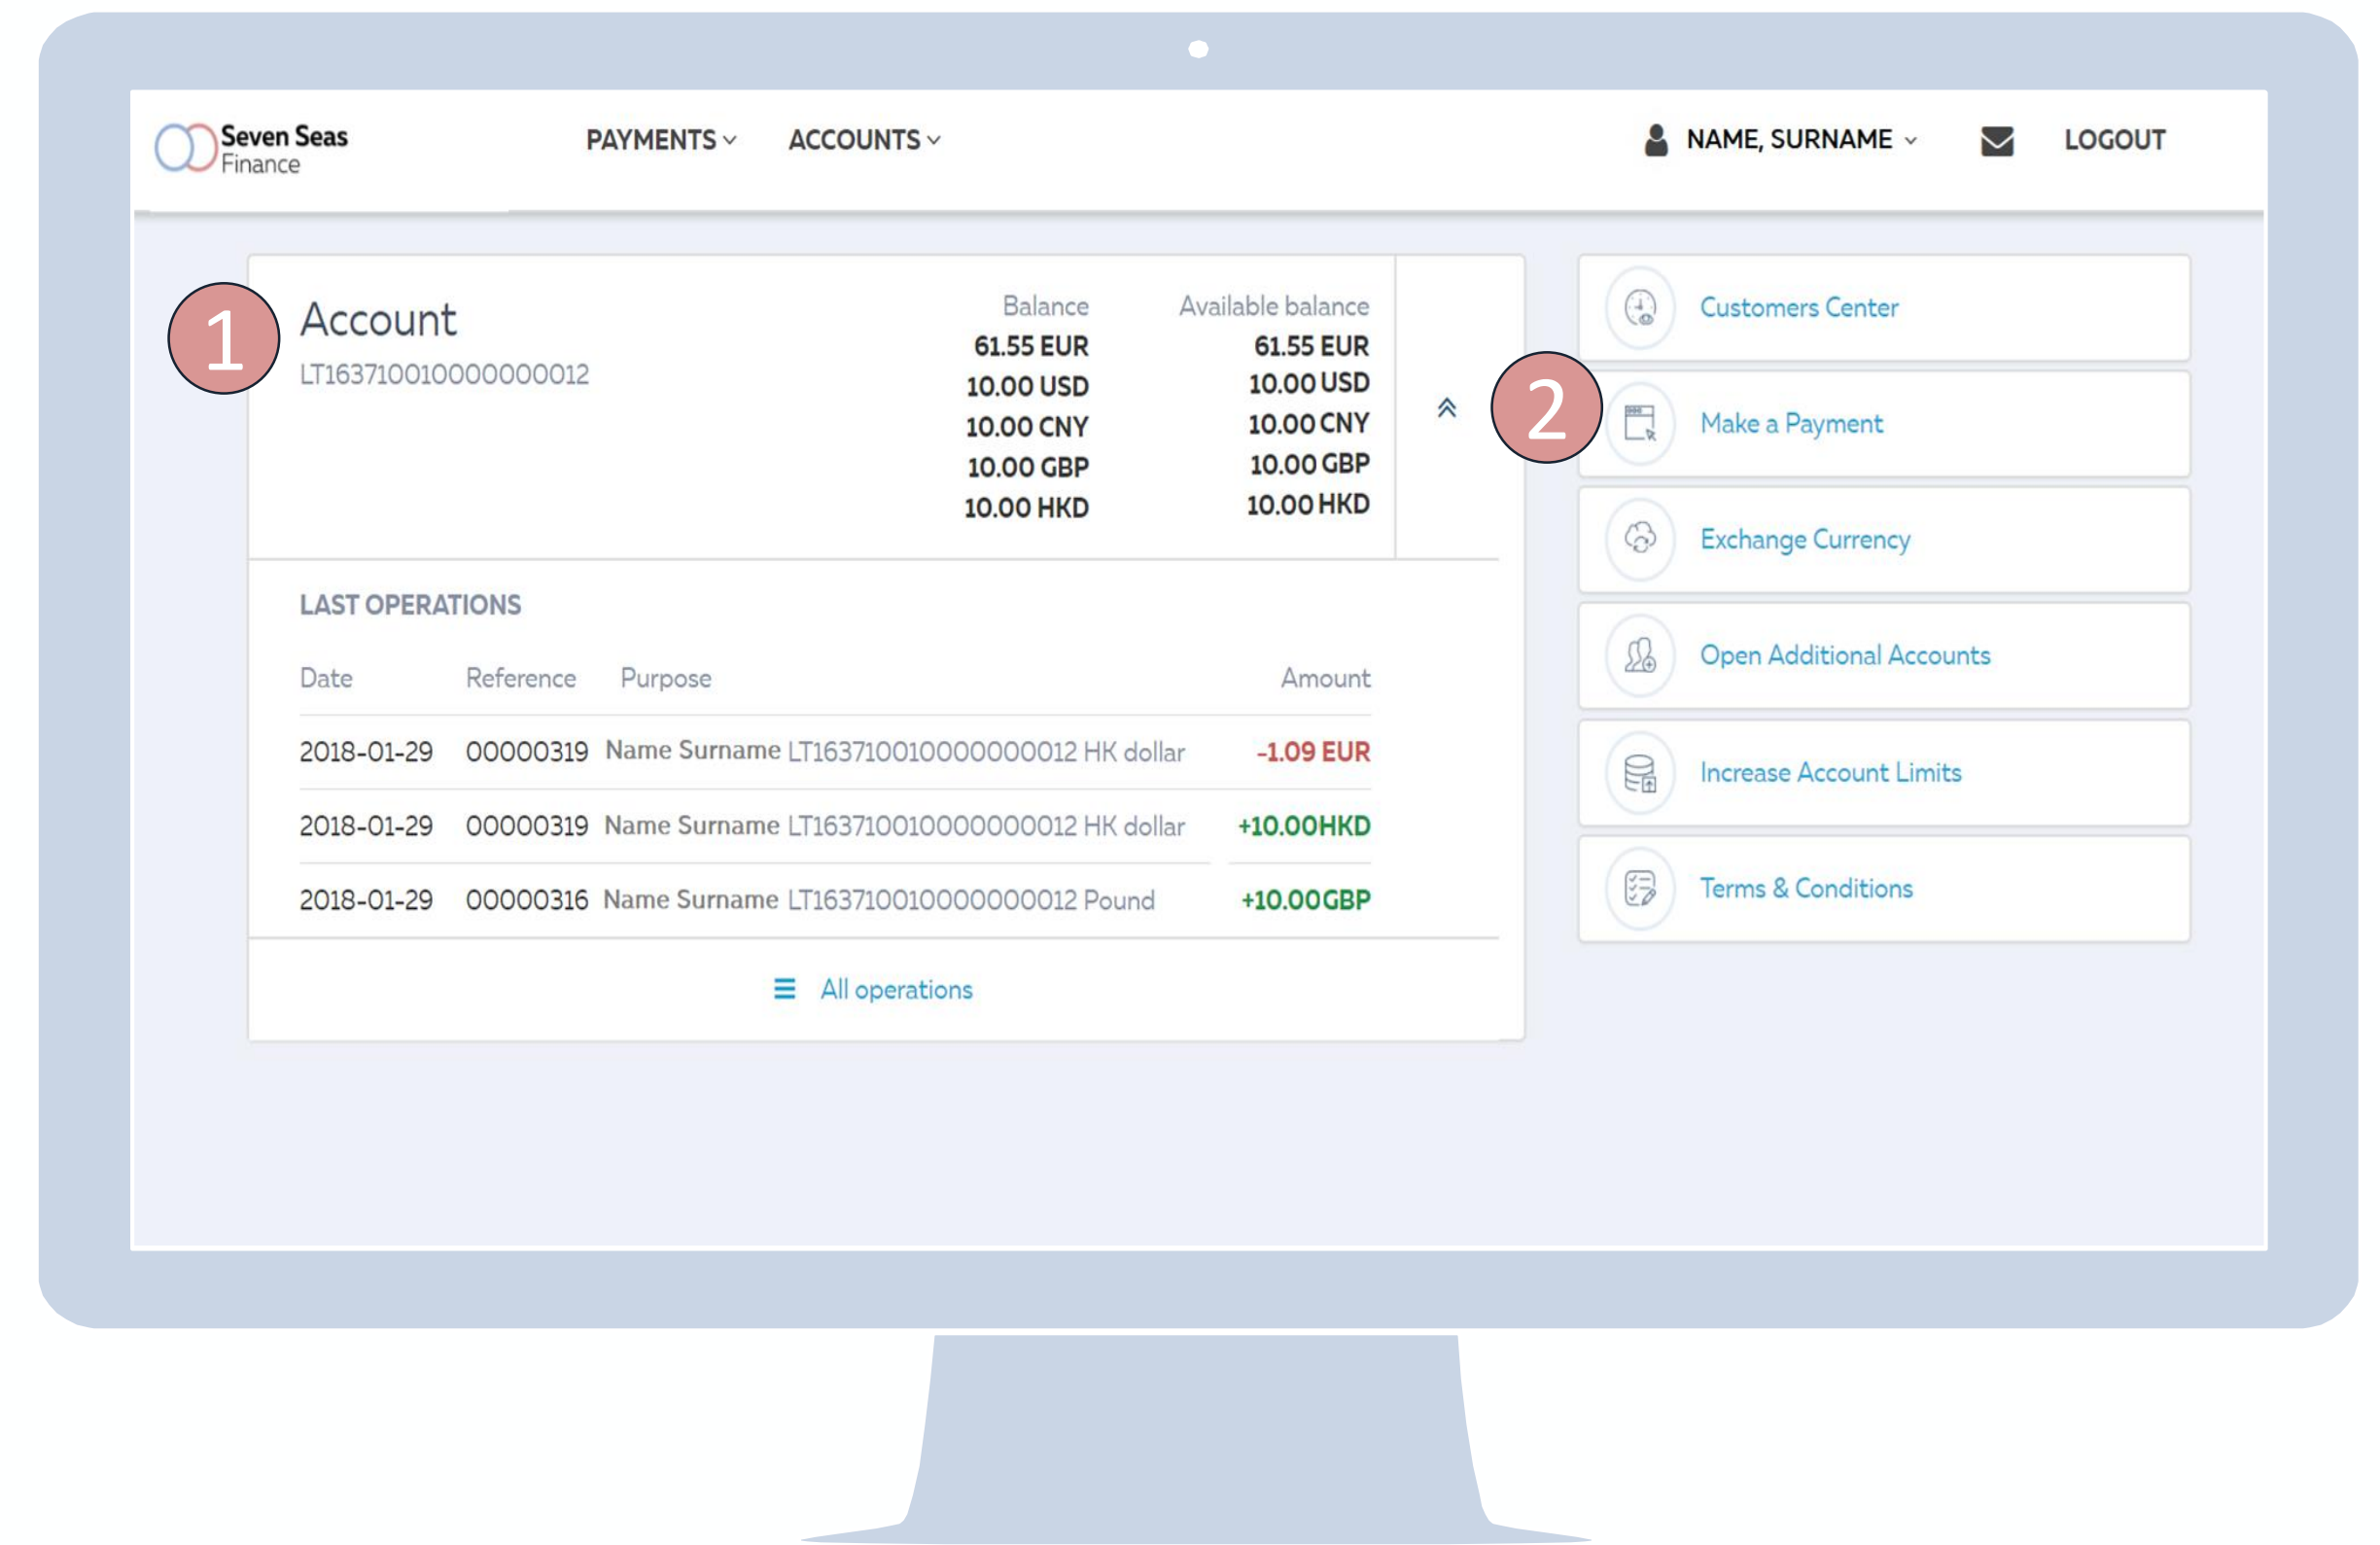 Seven Seas
Finance
PAYMENTS ACCOUNTS NAME, SURNAME LOGOUT
1
Account
LT163710010000000012
Balance Available balance
61.55 EUR 61.55 EUR
10.00 USD 10.00 USD
10.00 CNY 10.00 CNY
10.00 GBP 10.00 GBP
10.00 HKD 10.00 HKD
LAST OPERATIONS
Date Reference Purpose Amount
2018-01-29 00000319 Name Surname LT163710010000000012 HK dollar -1.09 EUR
2018-01-29 00000319 Name Surname LT163710010000000012 HK dollar +10.00HKD
2018-01-29 00000316 Name Surname LT163710010000000012 Pound +10.00GBP
All operations
2
Customers Center
Make a Payment
Exchange Currency
Open Additional Accounts
Increase Account Limits
Terms & Conditions